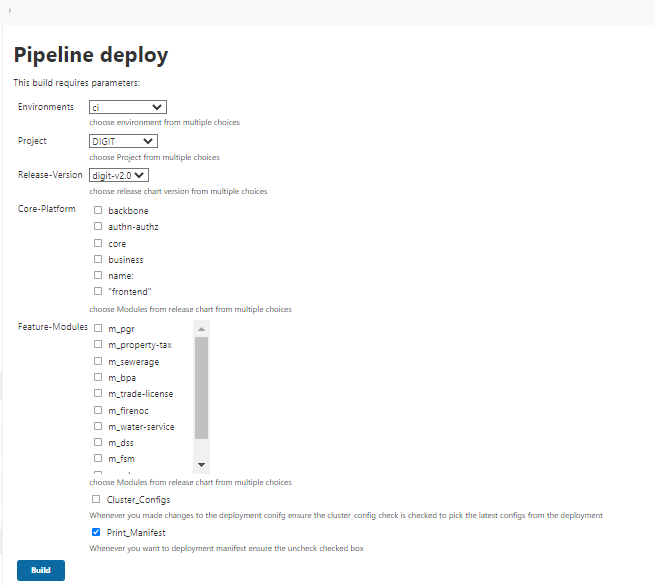 Pipeline deploy
This build requires parameters:
Environments ci
choose environment from multiple choices
Project DIGIT
choose Project from multiple choices
Release-Version digit-v2.0
choose release chart version from multiple choices
Core-Platform
backbone
authn-authz
core
business
name:
"frontend"
choose Modules from release chart from multiple choices
Feature-Modules
m_pgr
m_property-tax
m_sewerage
m_bpa
m_trade-license
m_firenoc
m_water-service
m_dss
m_fsm
choose Modules from release chart from multiple choices
Cluster_Configs
Whenever you made changes to the deployment conifg ensure the cluster_config check is checked to pick the latest configs from the deployment
Print_Manifest
Whenever you want to deployment manifest ensure the uncheck checked box
Build